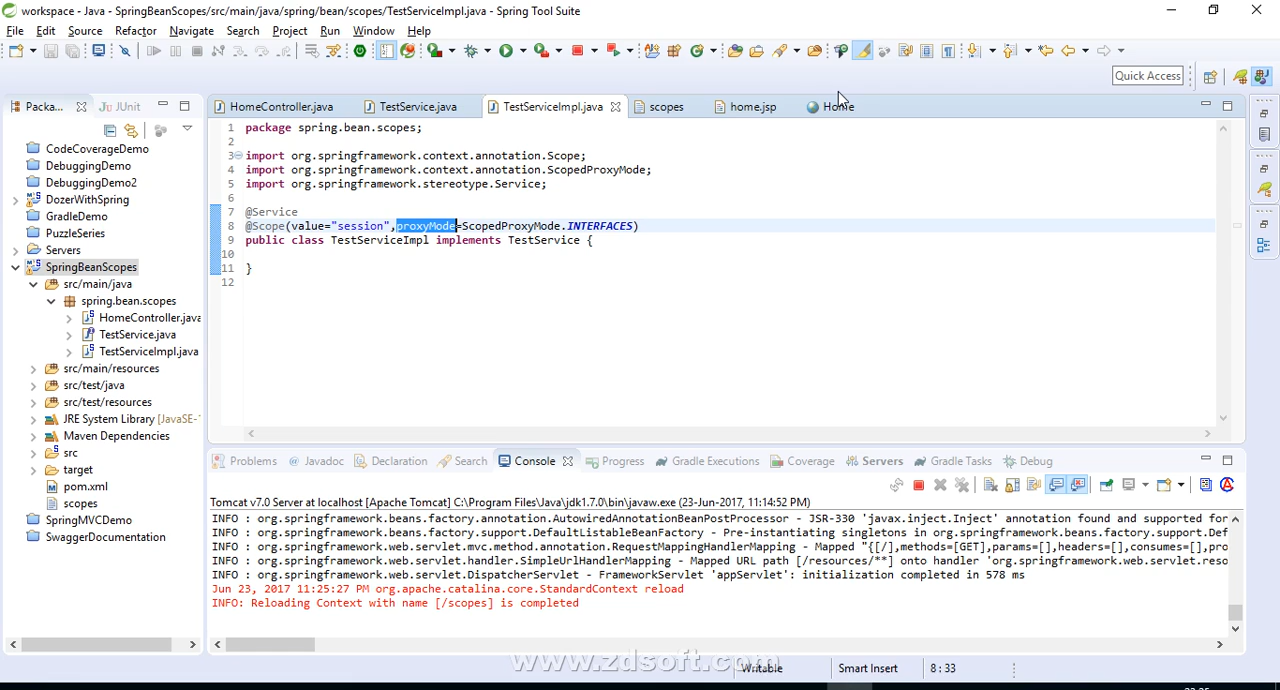 workspace - Java - SpringBeanScopes/src/main/java/spring/bean/scopes/TestServiceImpl.java - Spring Tool Suite
File Edit Source Refactor Navigate Search Project Run Window Help
Quick Access
Packa... JUnit
CodeCoverageDemo
DebuggingDemo
DebuggingDemo2
DozerWithSpring
GradleDemo
PuzzleSeries
Servers
SpringBeanScopes
src/main/java
spring.bean.scopes
HomeController.java
TestService.java
TestServiceImpl.java
src/main/resources
src/test/java
src/test/resources
JRE System Library [JavaSE-1
Maven Dependencies
src
target
pom.xml
scopes
SpringMVCDemo
SwaggerDocumentation
HomeController.java TestService.java TestServiceImpl.java scopes home.jsp Home
1 package spring.bean.scopes;
2
3 import org.springframework.context.annotation.Scope;
4 import org.springframework.context.annotation.ScopedProxyMode;
5 import org.springframework.stereotype.Service;
6
7 @Service
8 @Scope(value="session",proxyMode=ScopedProxyMode.INTERFACES)
9 public class TestServiceImpl implements TestService {
10
11 }
12
Problems Javadoc Declaration Search Console Progress Gradle Executions Coverage Servers Gradle Tasks Debug
Tomcat v7.0 Server at localhost [Apache Tomcat] C:\Program Files\Java\jdk1.7.0\bin\javaw.exe (23-Jun-2017, 11:14:52 PM)
INFO : org.springframework.beans.factory.annotation.AutowiredAnnotationBeanPostProcessor - JSR-330 'javax.inject.Inject' annotation found and supported for
INFO : org.springframework.beans.factory.support.DefaultListableBeanFactory - Pre-instantiating singletons in org.springframework.beans.factory.support.Def
INFO : org.springframework.web.servlet.mvc.method.annotation.RequestMappingHandlerMapping - Mapped "{[/],methods=[GET],params=[],headers=[],consumes=[],pro
INFO : org.springframework.web.servlet.handler.SimpleUrlHandlerMapping - Mapped URL path [/resources/**] onto handler 'org.springframework.web.servlet.reso
INFO : org.springframework.web.servlet.DispatcherServlet - FrameworkServlet 'appServlet': initialization completed in 578 ms
Jun 23, 2017 11:25:27 PM org.apache.catalina.core.StandardContext reload
INFO: Reloading Context with name [/scopes] is completed
www.zdsoft.com
Writable Smart Insert 8 : 33